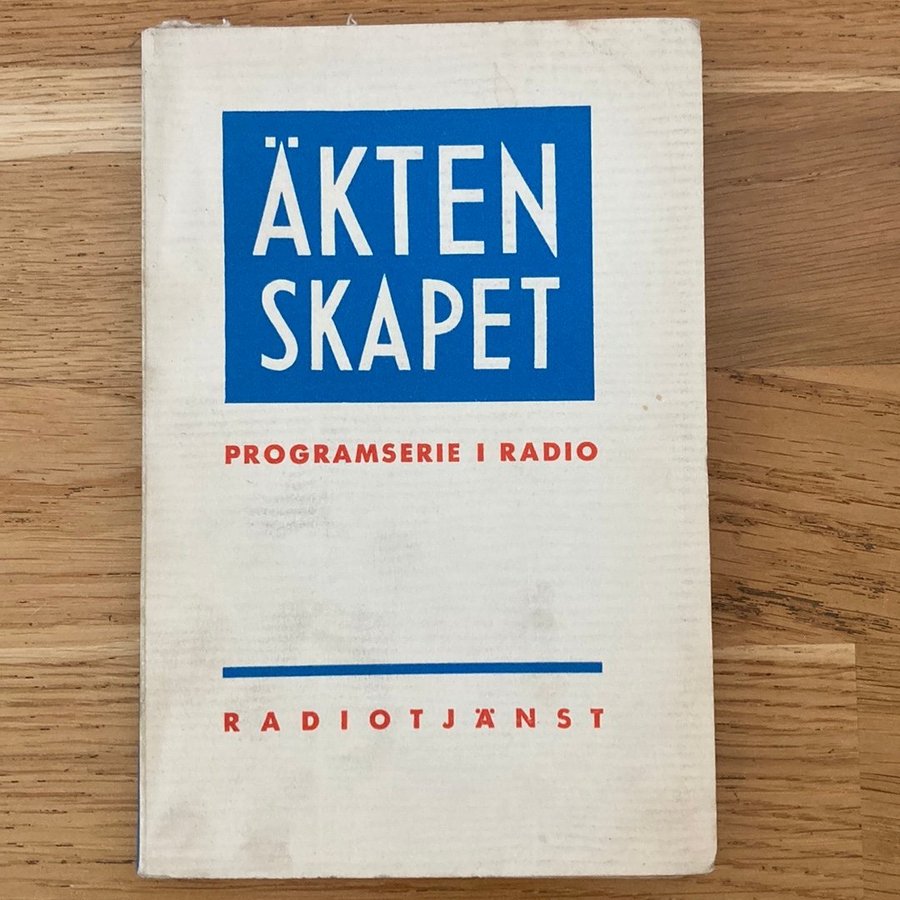 ÄKTEN
SKAPET
PROGRAMSERIE I RADIO
RADIOTJÄNST